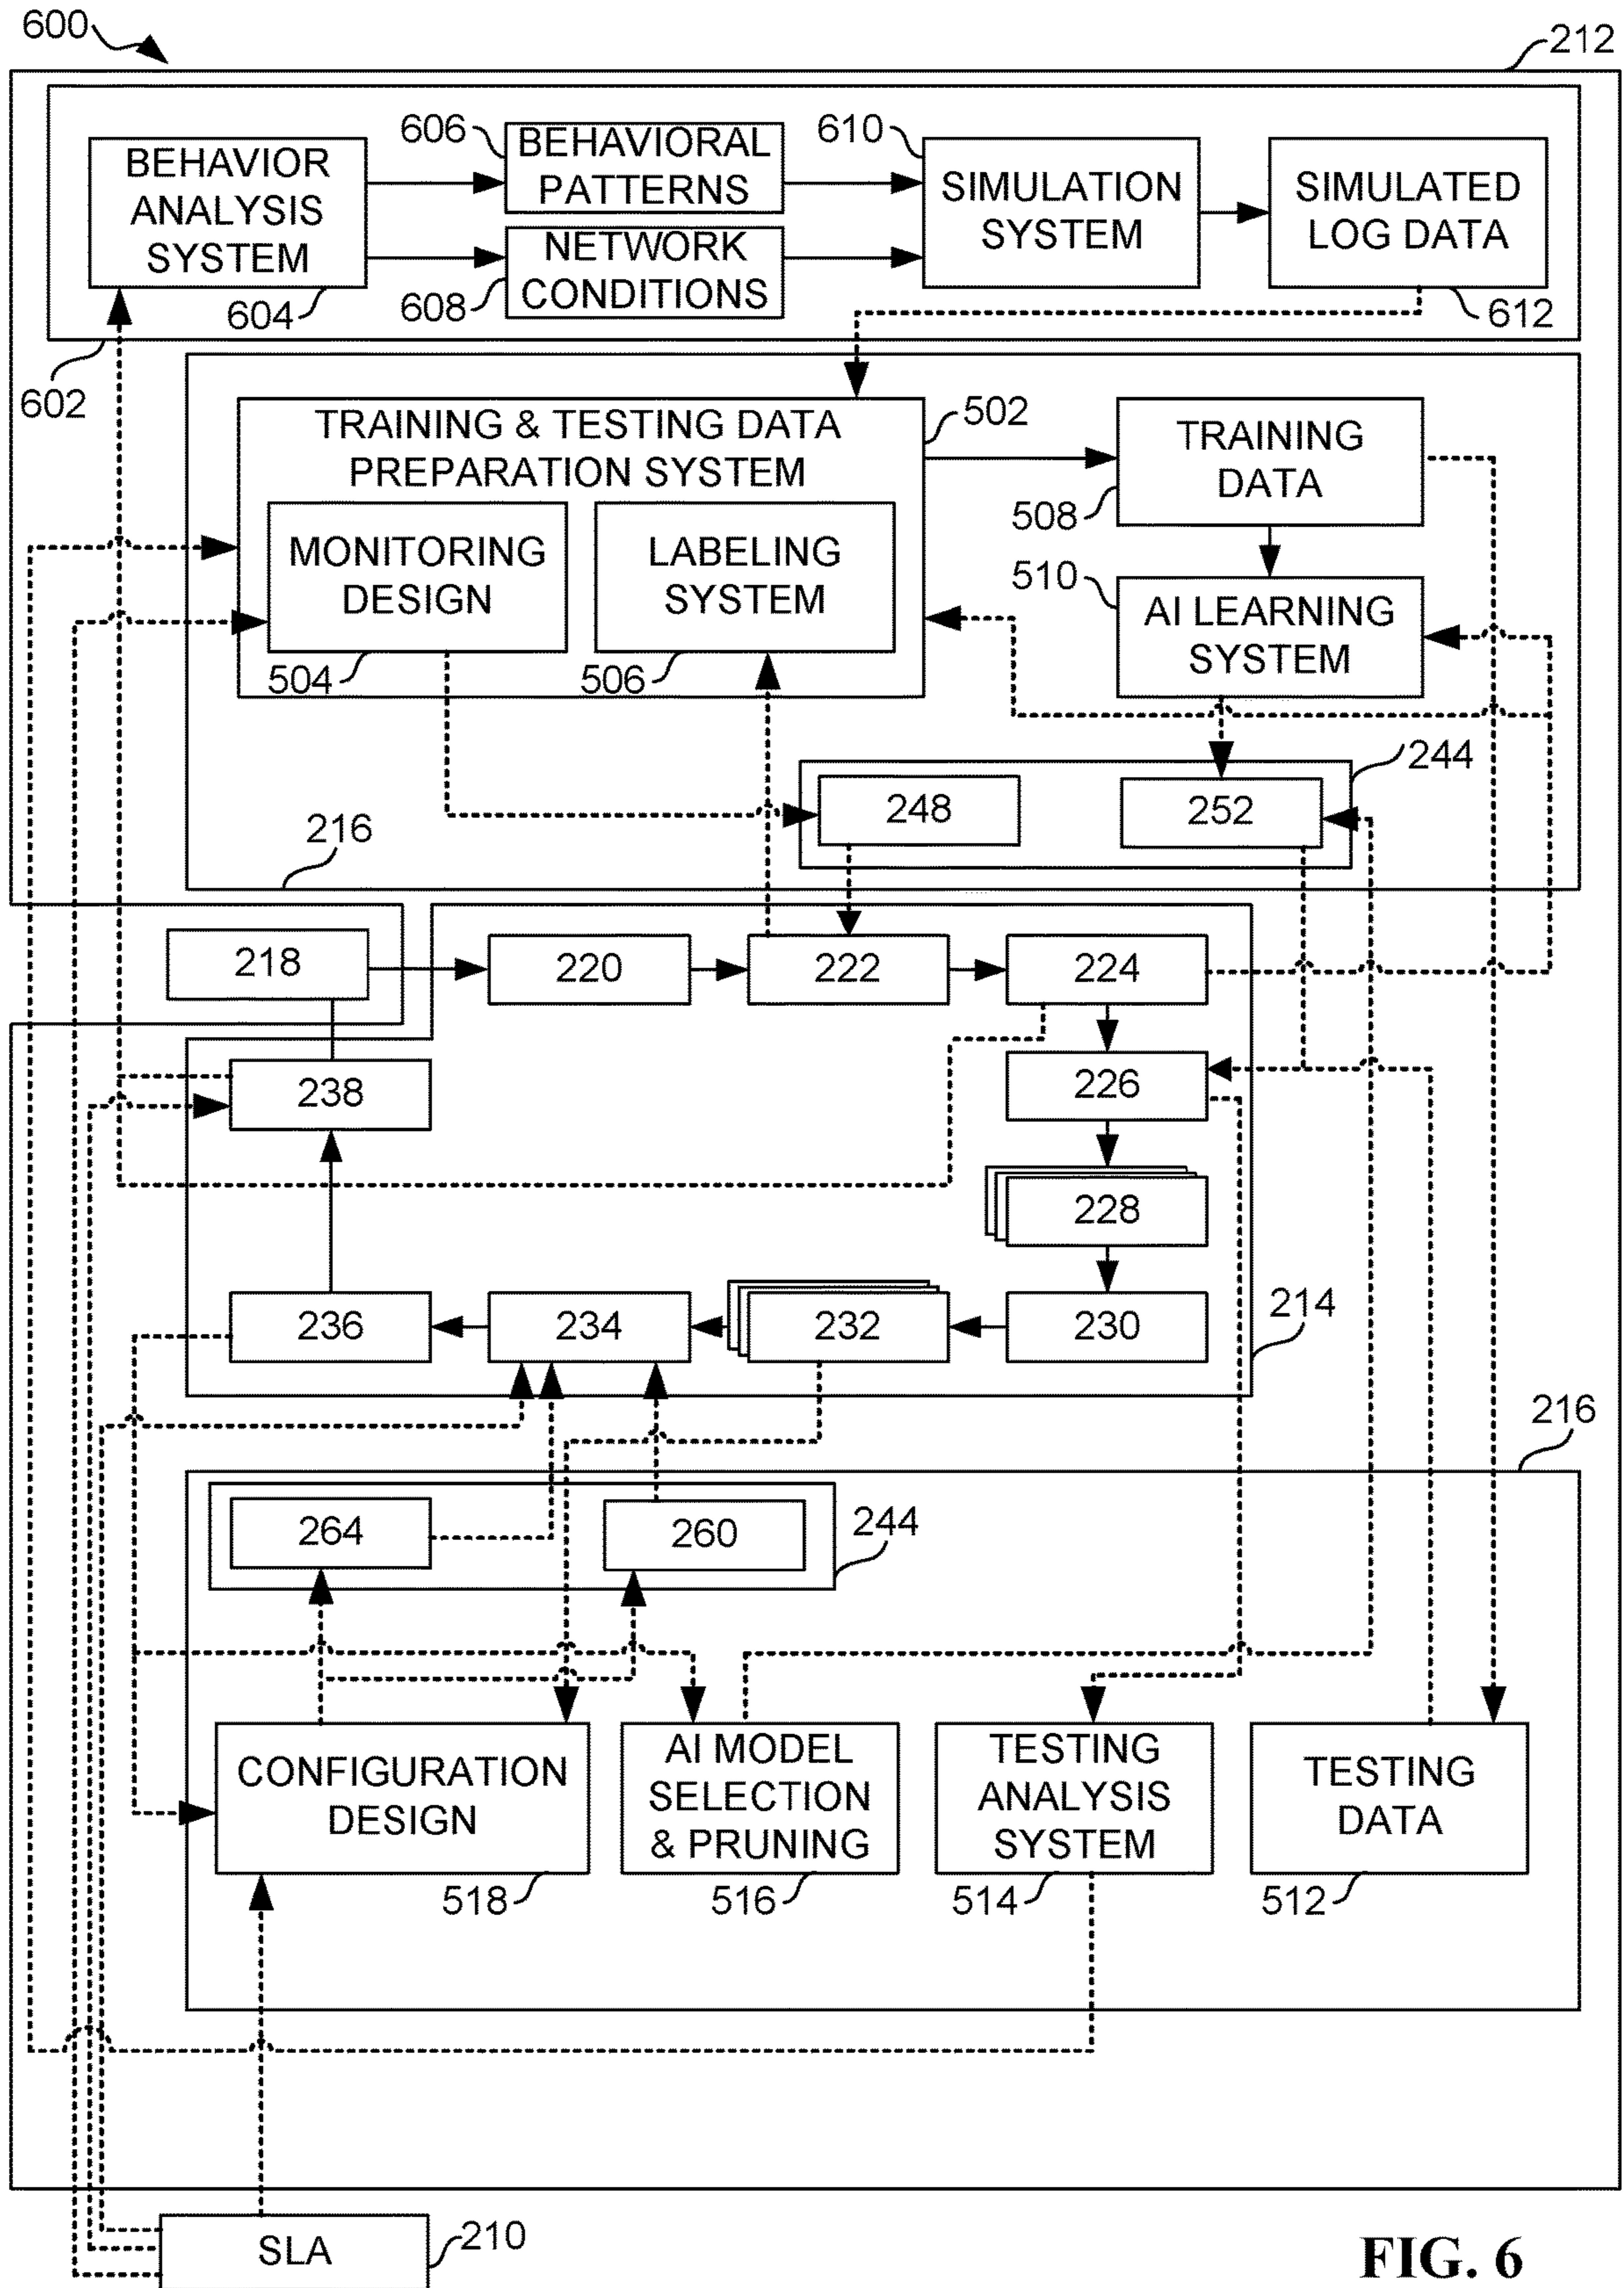 600
212
606
BEHAVIORAL
PATTERNS
610
BEHAVIOR
ANALYSIS
SYSTEM
SIMULATION
SYSTEM
SIMULATED
LOG DATA
NETWORK
CONDITIONS
604
608
612
602
TRAINING & TESTING DATA
PREPARATION SYSTEM
502
TRAINING
DATA
508
MONITORING
DESIGN
LABELING
SYSTEM
510
AI LEARNING
SYSTEM
504
506
244
248
252
216
218
220
222
224
238
226
228
236
234
232
230
214
216
264
260
244
CONFIGURATION
DESIGN
AI MODEL
SELECTION
& PRUNING
TESTING
ANALYSIS
SYSTEM
TESTING
DATA
518
516
514
512
SLA
210
FIG. 6